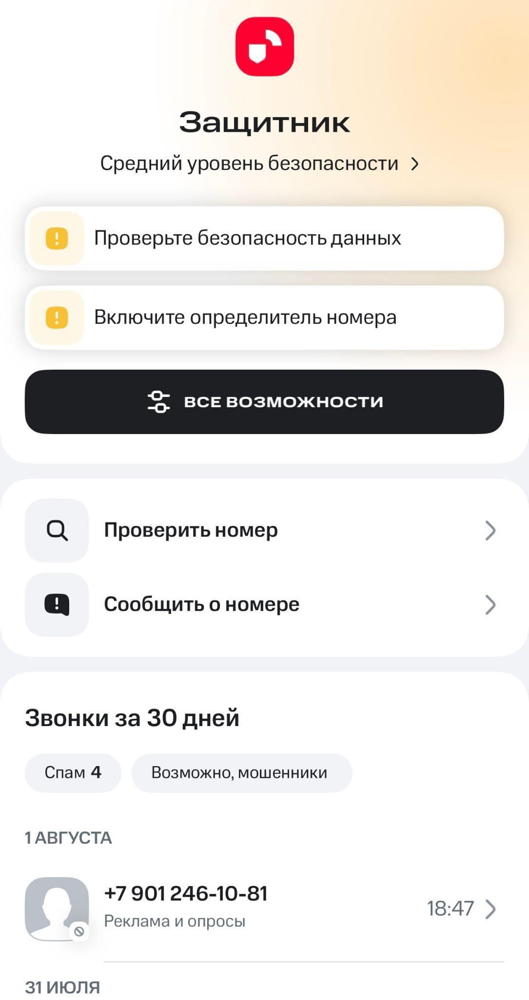 Защитник
Средний уровень безопасности
Проверьте безопасность данных
Включите определитель номера
ВСЕ ВОЗМОЖНОСТИ
Проверить номер
Сообщить о номере
Звонки за 30 дней
Спам 4
Возможно, мошенники
1 АВГУСТА
+7 901 246-10-81
Реклама и опросы
18:47
31 ИЮЛЯ